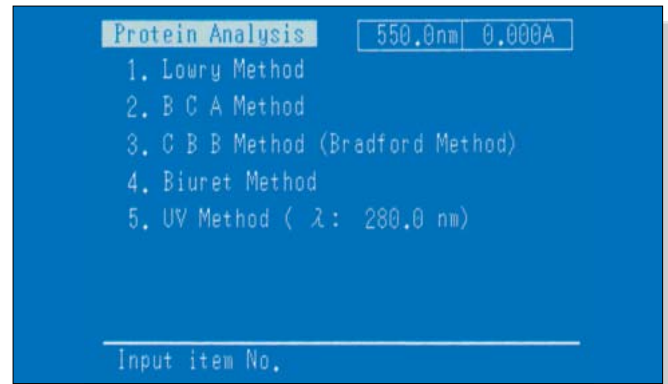 Protein Analysis 550.0nm 0.000A
1. Lowry Method
2. B C A Method
3. C B B Method (Bradford Method)
4. Biuret Method
5. UV Method ( λ: 280.0 nm)
Input item No.